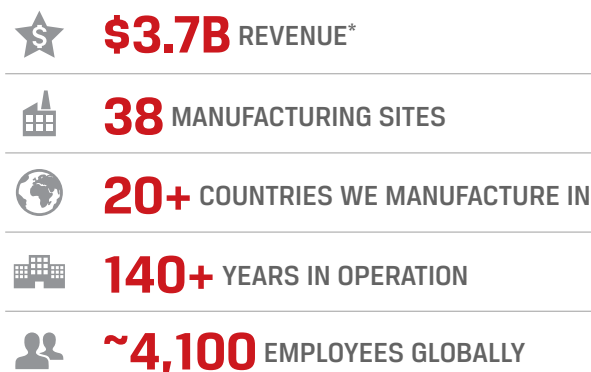 $3.7B REVENUE*
38 MANUFACTURING SITES
20+ COUNTRIES WE MANUFACTURE IN
140+ YEARS IN OPERATION
~4,100 EMPLOYEES GLOBALLY